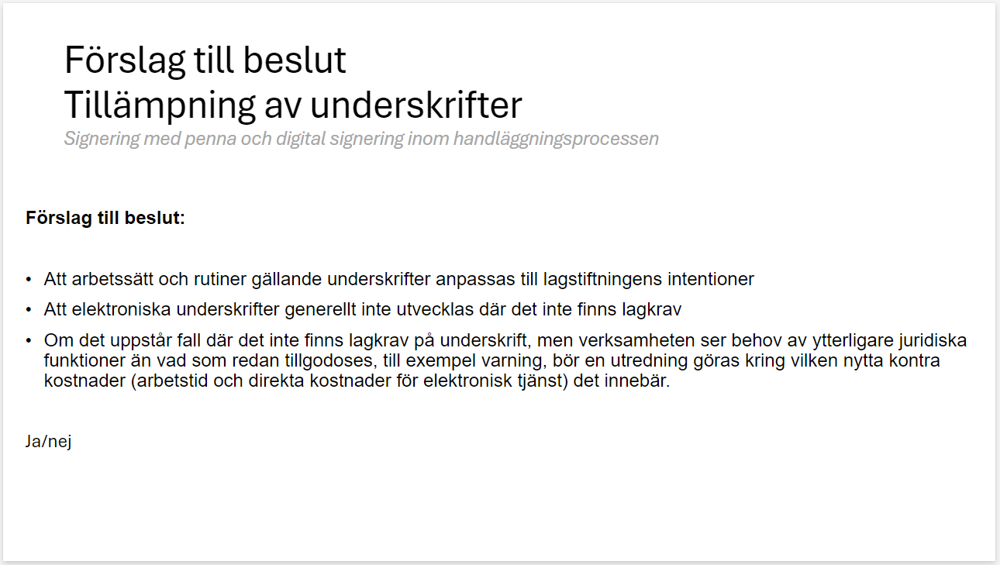 Förslag till beslut
Tillämpning av underskrifter
Signering med penna och digital signering inom handläggningsprocessen
Förslag till beslut:
• Att arbetssätt och rutiner gällande underskrifter anpassas till lagstiftningens intentioner
• Att elektroniska underskrifter generellt inte utvecklas där det inte finns lagkrav
• Om det uppstår fall där det inte finns lagkrav på underskrift, men verksamheten ser behov av ytterligare juridiska
funktioner än vad som redan tillgodoses, till exempel varning, bör en utredning göras kring vilken nytta kontra
kostnader (arbetstid och direkta kostnader för elektronisk tjänst) det innebär.
Ja/nej